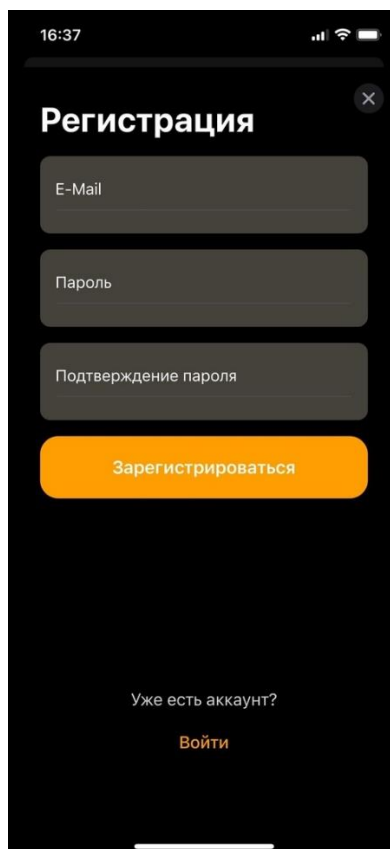 16:37
Регистрация
E-Mail
Пароль
Подтверждение пароля
Зарегистрироваться
Уже есть аккаунт?
Войти